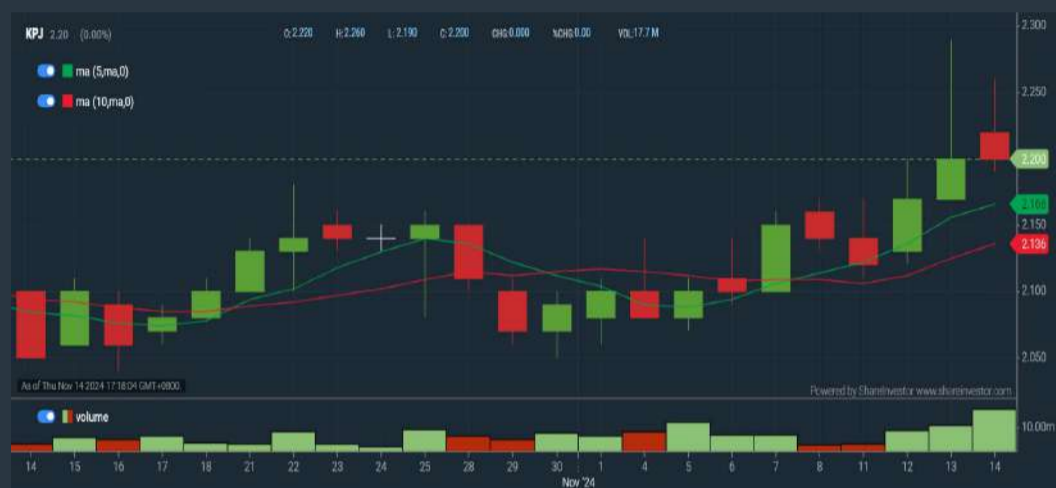 KPJ 2.20 (0.00%) O:2.220 H:2.260 L:2.190 C:2.200 CHG:0.000 %CHG:0.00 VOL:17.7 M
ma (5,ma,0)
ma (10,ma,0)
2.300
2.250
2.200
2.168
2.150
2.136
2.100
2.050
As of Thu Nov 14 2024 17:18:04 GMT+0800
Powered by ShareInvestor www.shareinvestor.com
volume
10.00m
14 15 16 17 18 21 22 23 24 25 28 29 30 1 4 5 6 7 8 11 12 13 14
Nov '24